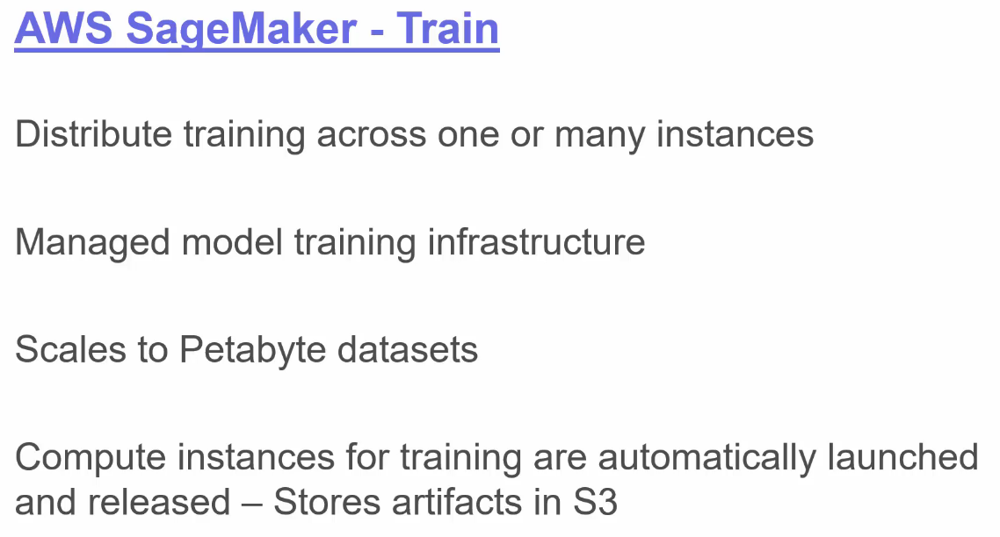 AWS SageMaker - Train
Distribute training across one or many instances
Managed model training infrastructure
Scales to Petabyte datasets
Compute instances for training are automatically launched
and released – Stores artifacts in S3